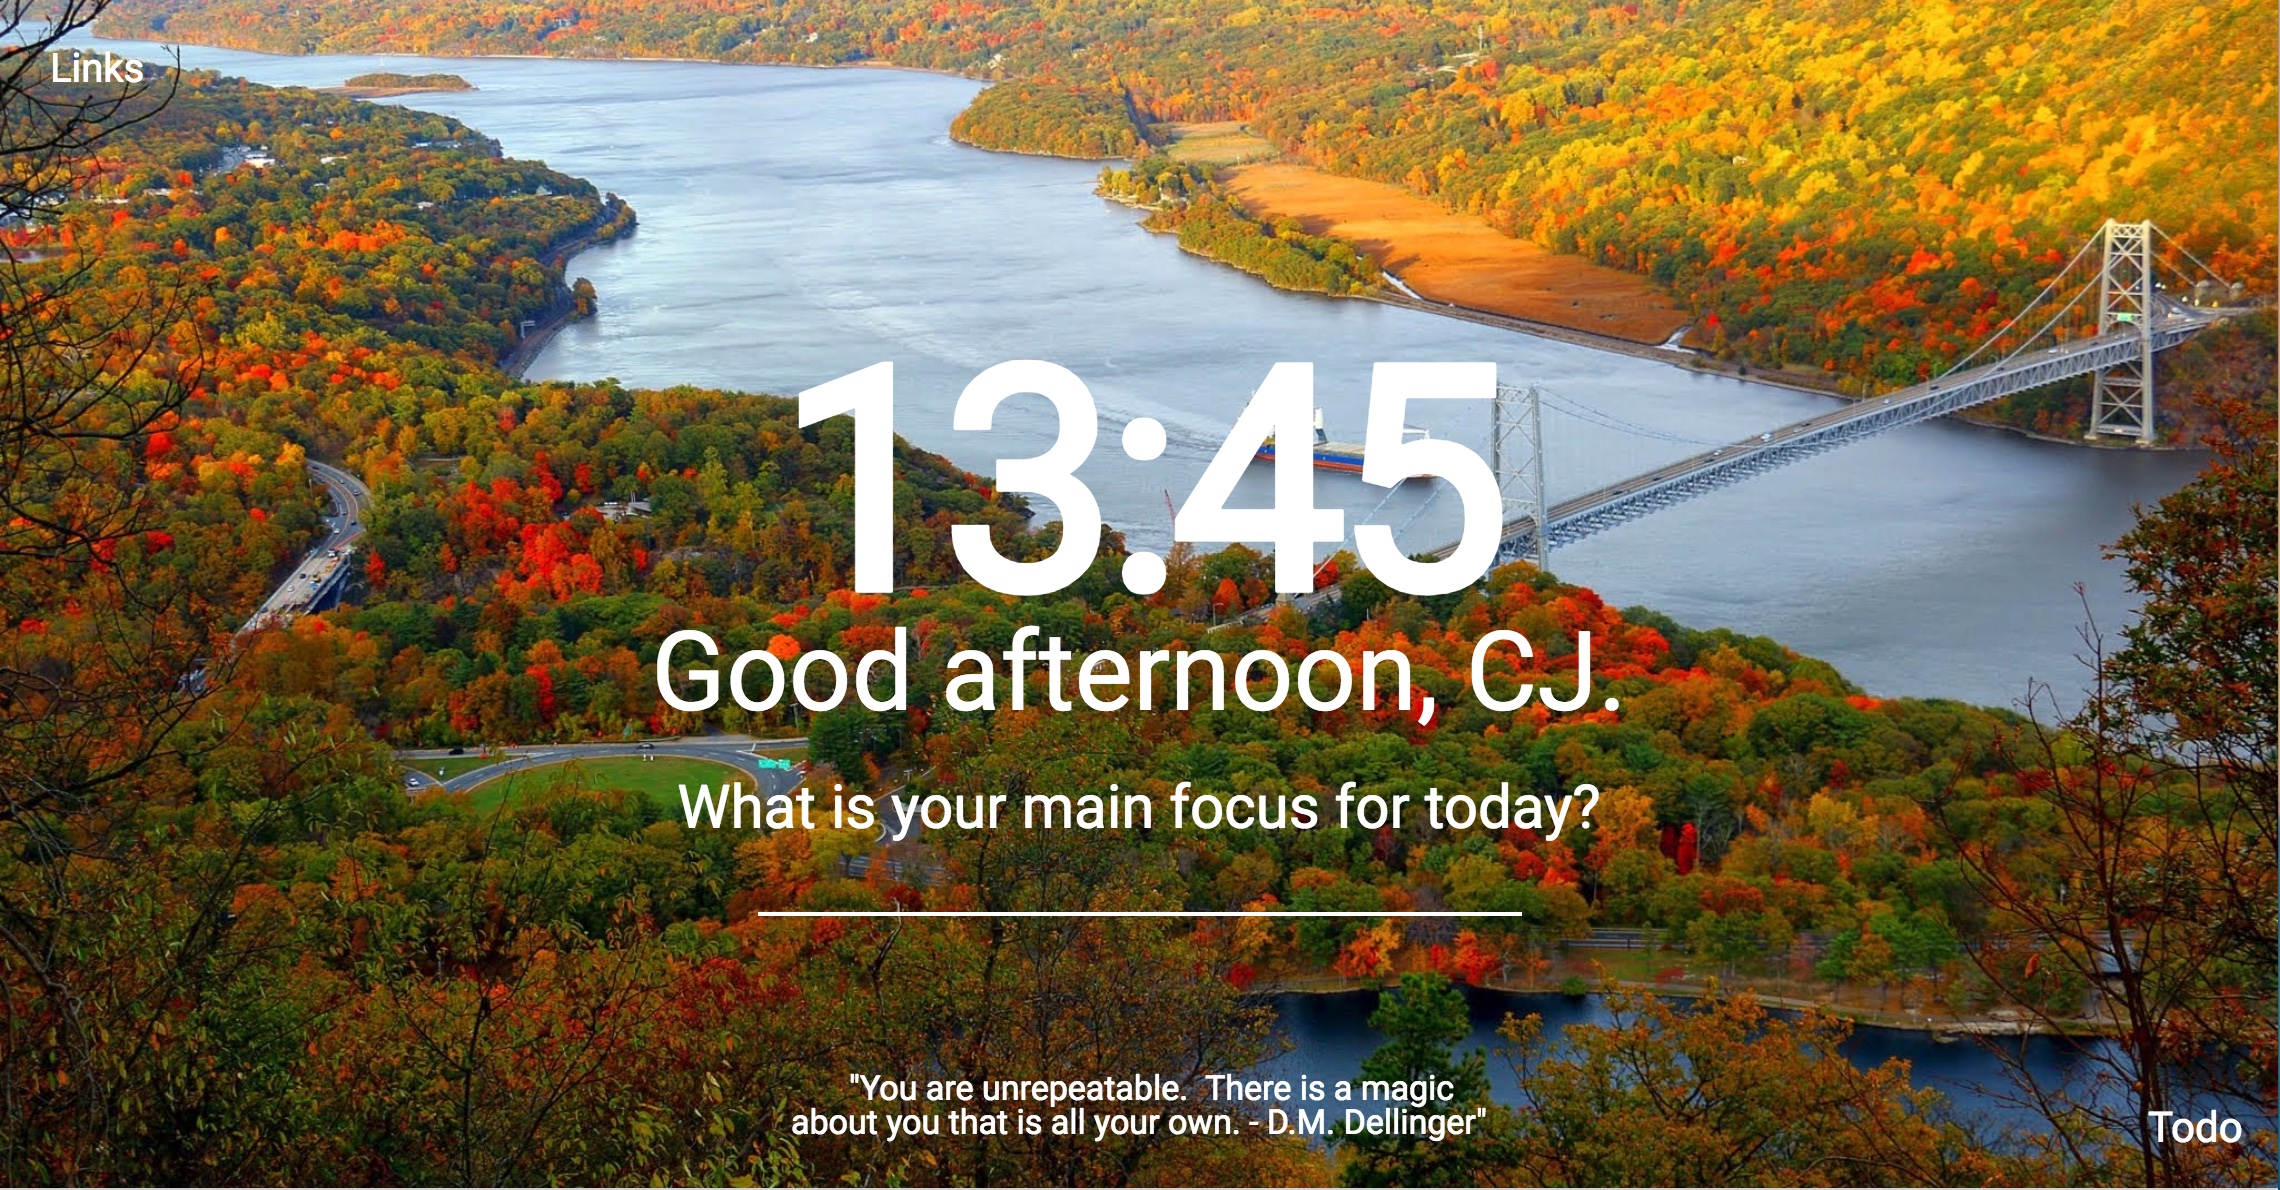 Links
13:45
Good afternoon, CJ.
What is your main focus for today?
"You are unrepeatable.  There is a magic
about you that is all your own. - D.M. Dellinger"
Todo